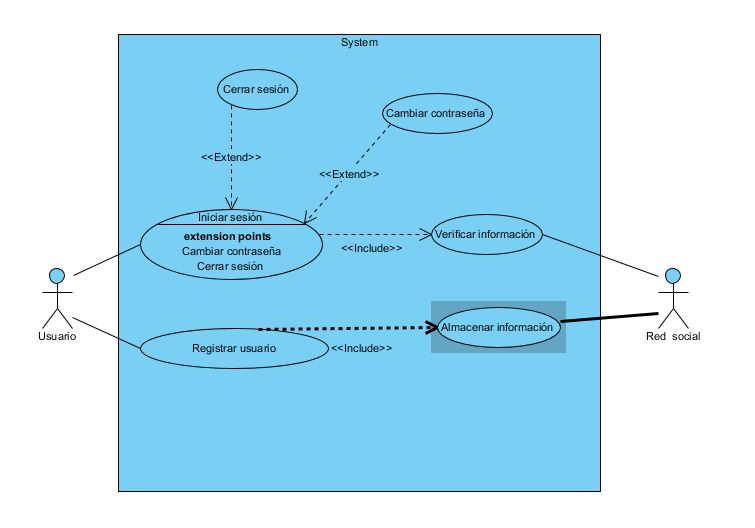 System
Cerrar sesión
Cambiar contraseña
<<Extend>>
<<Extend>>
Iniciar sesión
extension points
Cambiar contraseña
Cerrar sesión
<<Include>>
Verificar información
Usuario
Registrar usuario
<<Include>>
Almacenar información
Red social